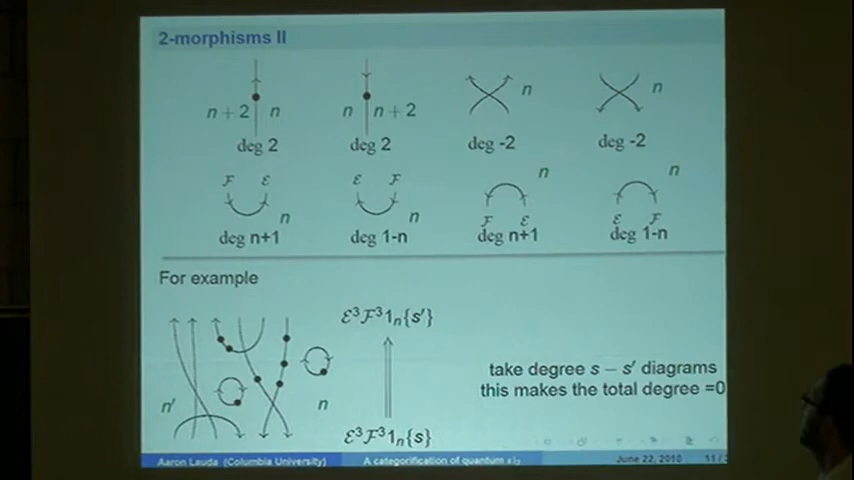 2-morphisms II
n + 2 n n n + 2 n n
deg 2 deg 2 deg -2 deg -2
ℱ ℰ n ℰ ℱ n ℱ ℰ n ℰ ℱ n
deg n+1 deg 1-n deg n+1 deg 1-n
For example
ℰ³ℱ³1ₙ{s′}
n′ n
take degree s − s′ diagrams
this makes the total degree =0
ℰ³ℱ³1ₙ{s}
Aaron Lauda (Columbia University) A categorification of quantum sl₂ June 22, 2010 11 /